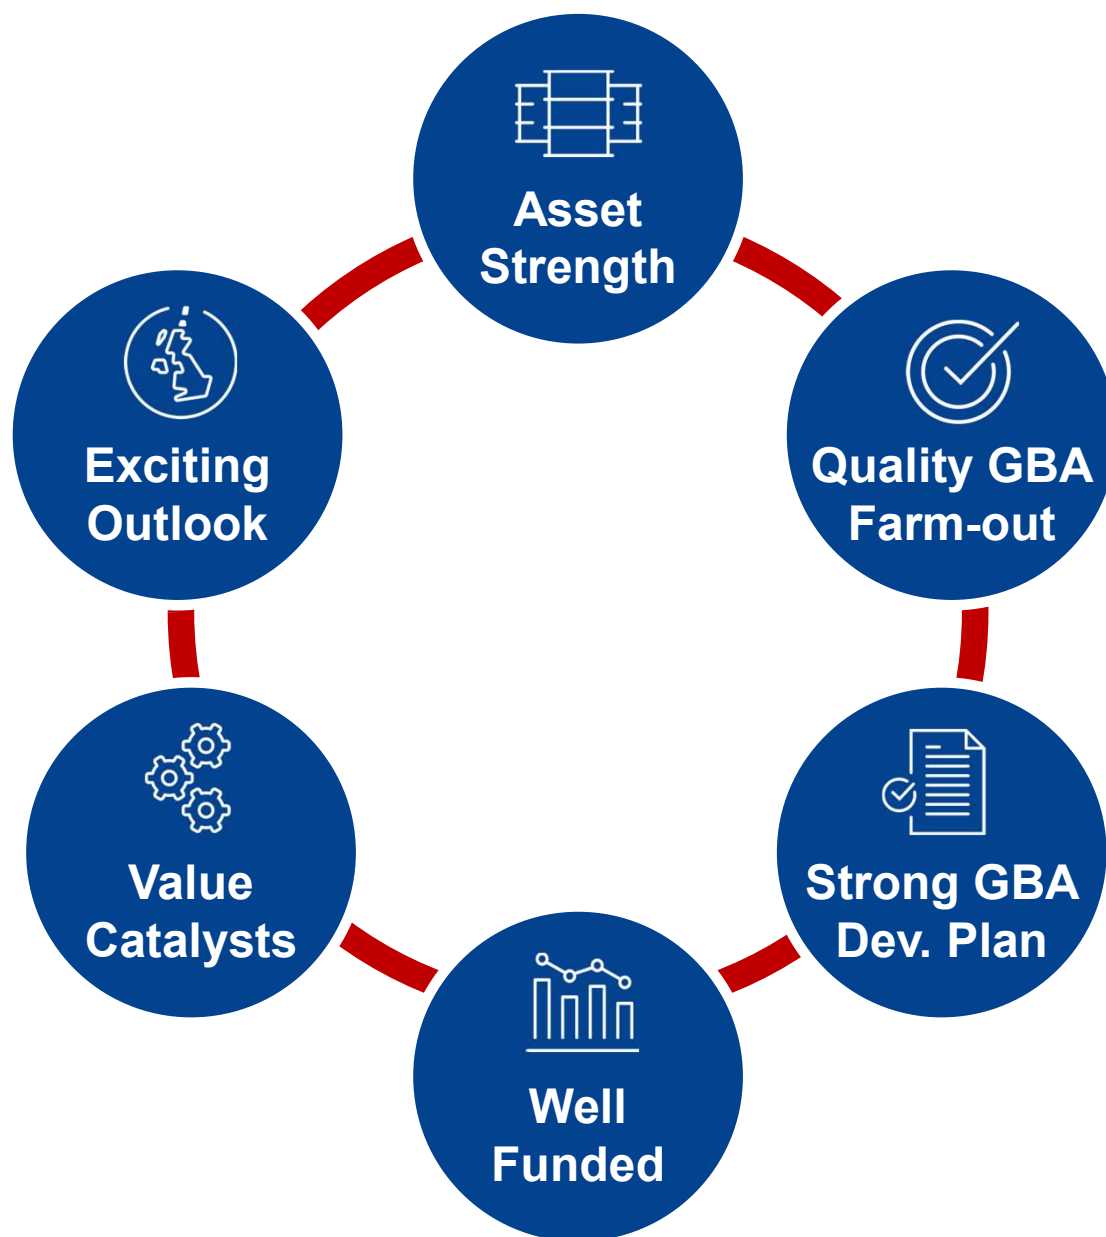 Asset
Strength
Quality GBA
Farm-out
Strong GBA
Dev. Plan
Well
Funded
Value
Catalysts
Exciting
Outlook